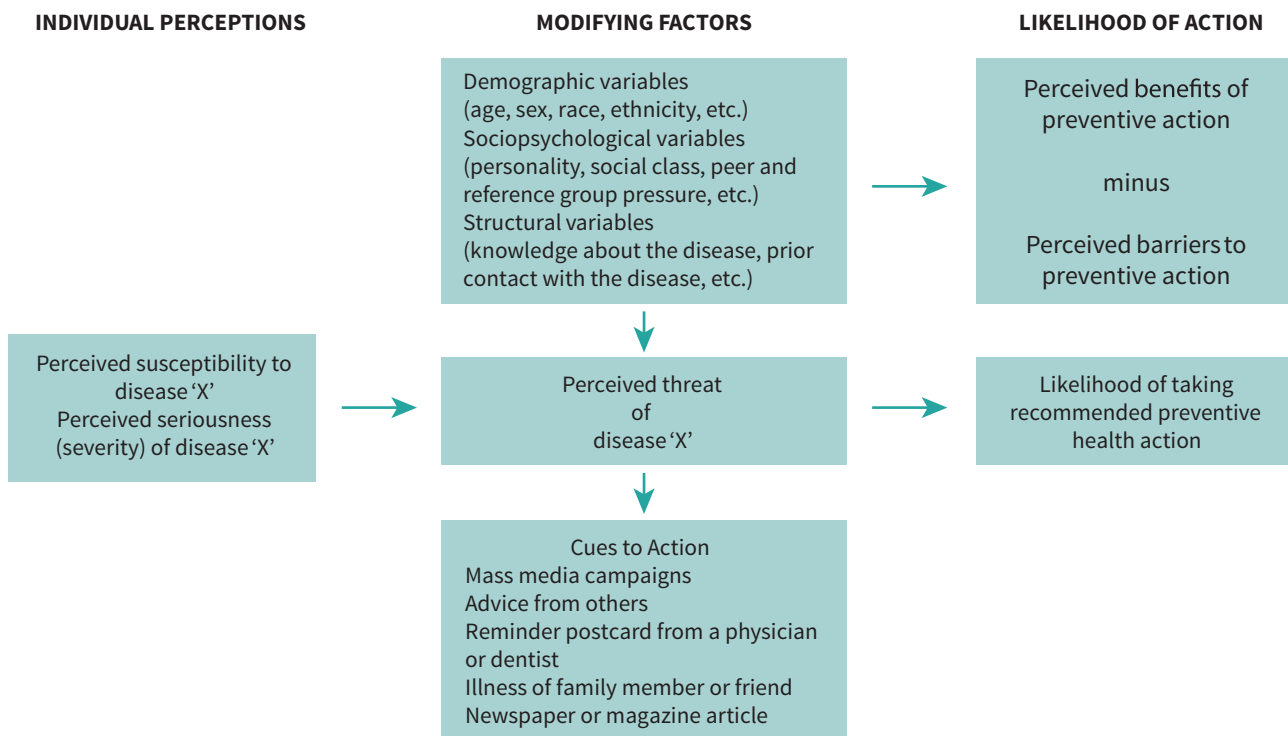 INDIVIDUAL PERCEPTIONS
MODIFYING FACTORS
LIKELIHOOD OF ACTION
Demographic variables
(age, sex, race, ethnicity, etc.)
Sociopsychological variables
(personality, social class, peer and
reference group pressure, etc.)
Structural variables
(knowledge about the disease, prior
contact with the disease, etc.)
Perceived benefits of
preventive action
minus
Perceived barriers to
preventive action
Perceived susceptibility to
disease ‘X’
Perceived seriousness
(severity) of disease ‘X’
Perceived threat
of
disease ‘X’
Likelihood of taking
recommended preventive
health action
Cues to Action
Mass media campaigns
Advice from others
Reminder postcard from a physician
or dentist
Illness of family member or friend
Newspaper or magazine article